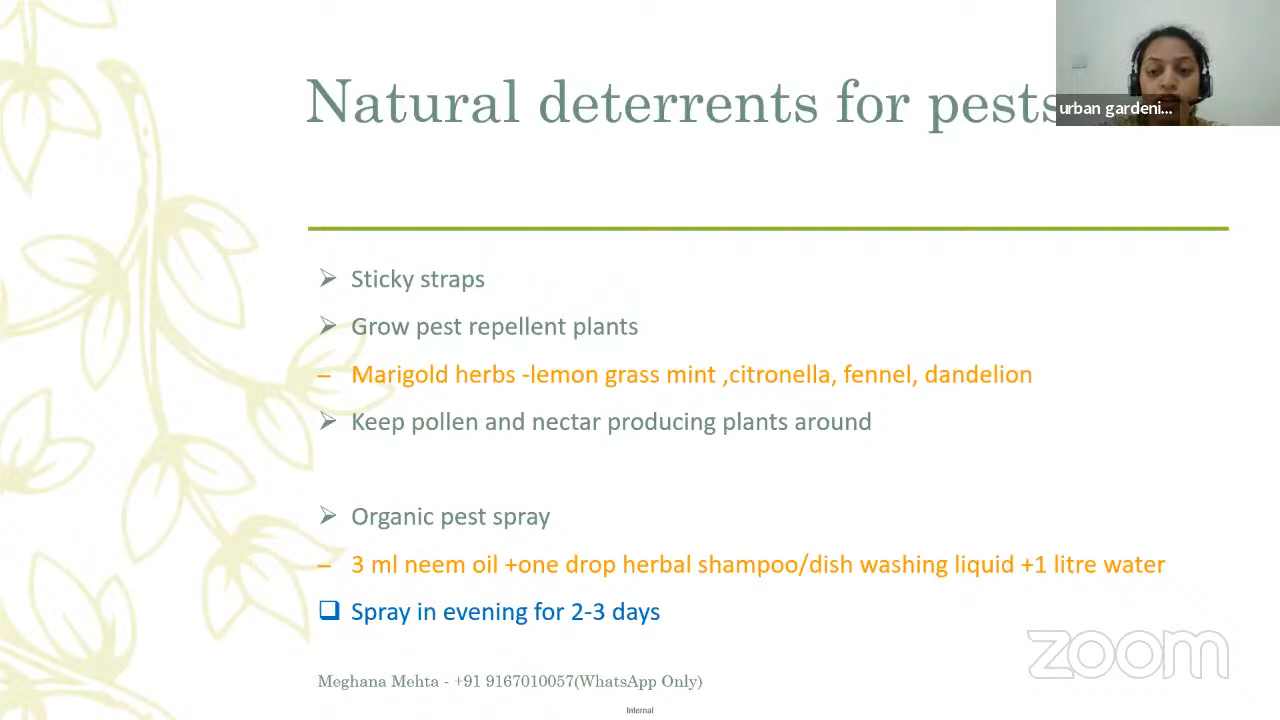 Natural deterrents for pests
urban gardeni...
➢ Sticky straps
➢ Grow pest repellent plants
– Marigold herbs -lemon grass mint ,citronella, fennel, dandelion
➢ Keep pollen and nectar producing plants around
➢ Organic pest spray
– 3 ml neem oil +one drop herbal shampoo/dish washing liquid +1 litre water
❑ Spray in evening for 2-3 days
zoom
Meghana Mehta - +91 9167010057(WhatsApp Only)
Internal